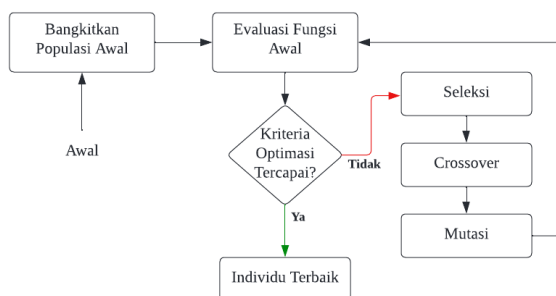 Bangkitkan
Populasi Awal
Evaluasi Fungsi
Awal
Awal
Kriteria
Optimasi
Tercapai?
Tidak
Ya
Seleksi
Crossover
Mutasi
Individu Terbaik